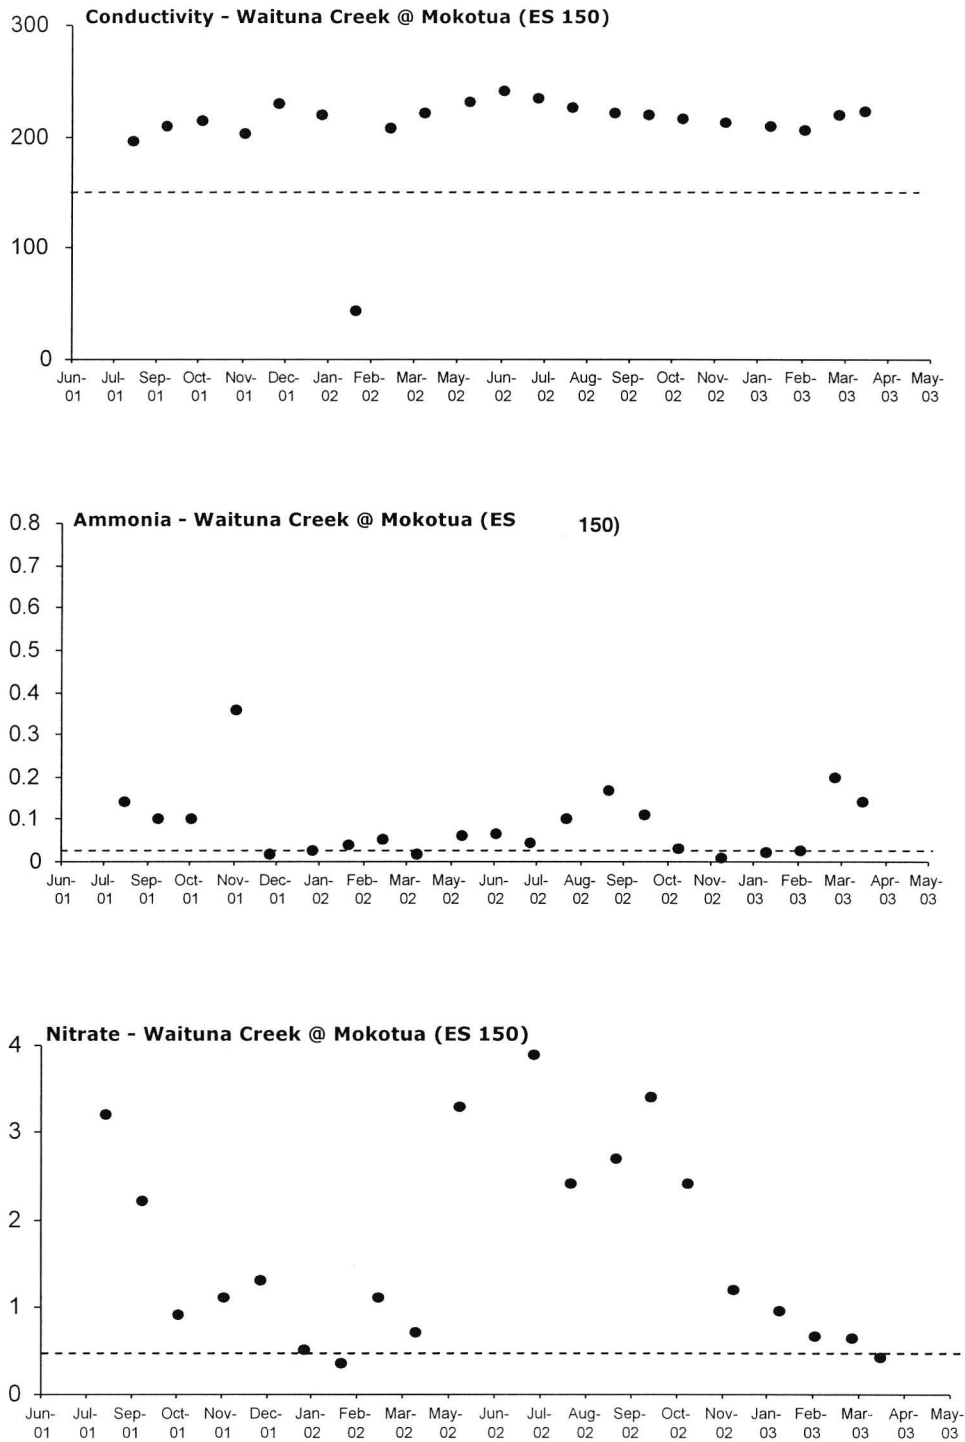 Conductivity - Waituna Creek @ Mokotua (ES 150)
300
200
100
0
Jun- Jul- Sep- Oct- Nov- Dec- Jan- Feb- Mar- May- Jun- Jul- Aug- Sep- Oct- Nov- Jan- Feb- Mar- Apr- May-
01 01 01 01 01 01 02 02 02 02 02 02 02 02 02 02 03 03 03 03 03
Ammonia - Waituna Creek @ Mokotua (ES 150)
0.8
0.7
0.6
0.5
0.4
0.3
0.2
0.1
0
Jun- Jul- Sep- Oct- Nov- Dec- Jan- Feb- Mar- May- Jun- Jul- Aug- Sep- Oct- Nov- Jan- Feb- Mar- Apr- May-
01 01 01 01 01 01 02 02 02 02 02 02 02 02 02 02 03 03 03 03 03
Nitrate - Waituna Creek @ Mokotua (ES 150)
4
3
2
1
0
Jun- Jul- Sep- Oct- Nov- Dec- Jan- Feb- Mar- May- Jun- Jul- Aug- Sep- Oct- Nov- Jan- Feb- Mar- Apr- May-
01 01 01 01 01 01 02 02 02 02 02 02 02 02 02 02 03 03 03 03 03